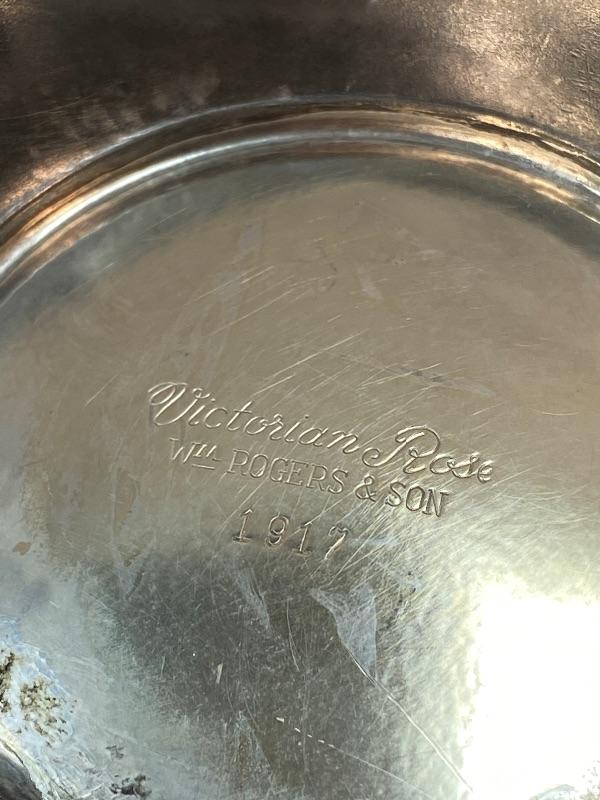 Victorian Rose
Wm ROGERS & SON
1917